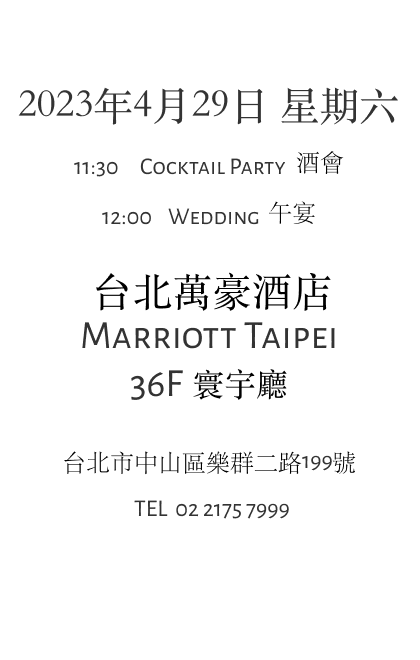 2023年4月29日 星期六
11:30 Cocktail Party 酒會
12:00 Wedding 午宴
台北萬豪酒店
Marriott Taipei
36F 寰宇廳
台北市中山區樂群二路199號
TEL 02 2175 7999